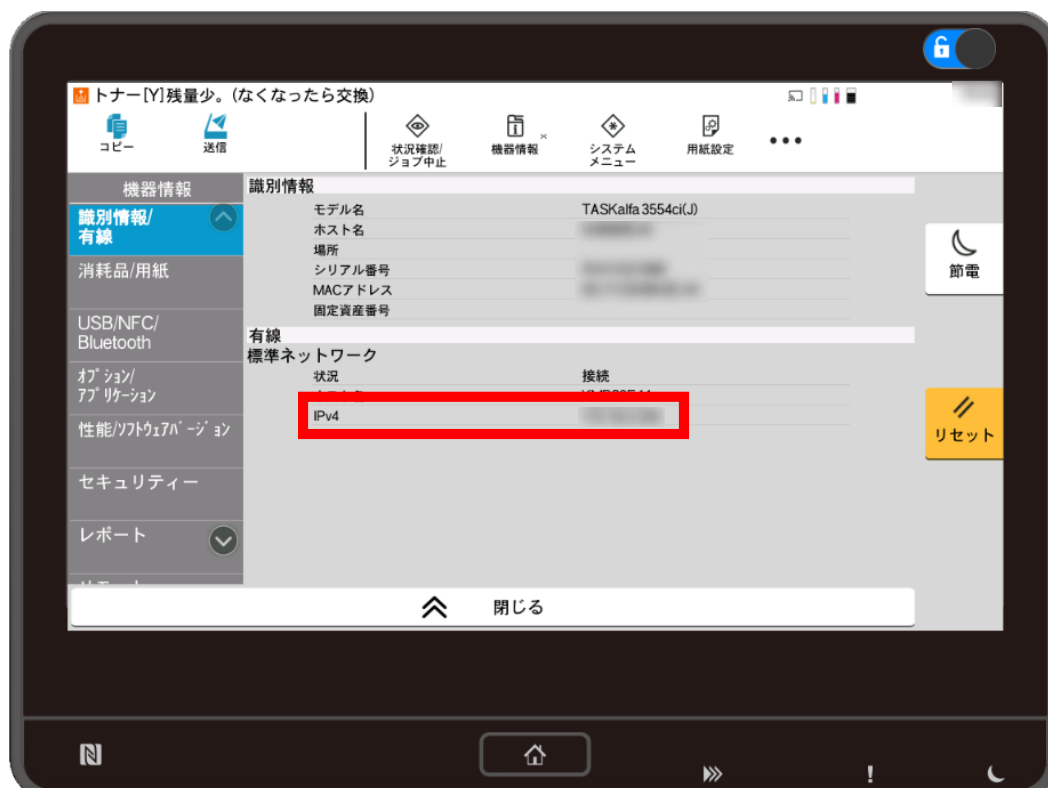 トナー[Y]残量少。(なくなったら交換)
コピー
送信
状況確認/
ジョブ中止
機器情報
システム
メニュー
用紙設定
機器情報
識別情報/
有線
消耗品/用紙
USB/NFC/
Bluetooth
ｵﾌﾟｼｮﾝ/
ｱﾌﾟﾘｹｰｼｮﾝ
性能/ｿﾌﾄｳｪｱﾊﾞｰｼﾞｮﾝ
セキュリティー
レポート
識別情報
モデル名 TASKalfa 3554ci(J)
ホスト名
場所
シリアル番号
MACアドレス
固定資産番号
有線
標準ネットワーク
状況 接続
IPv4
節電
リセット
閉じる